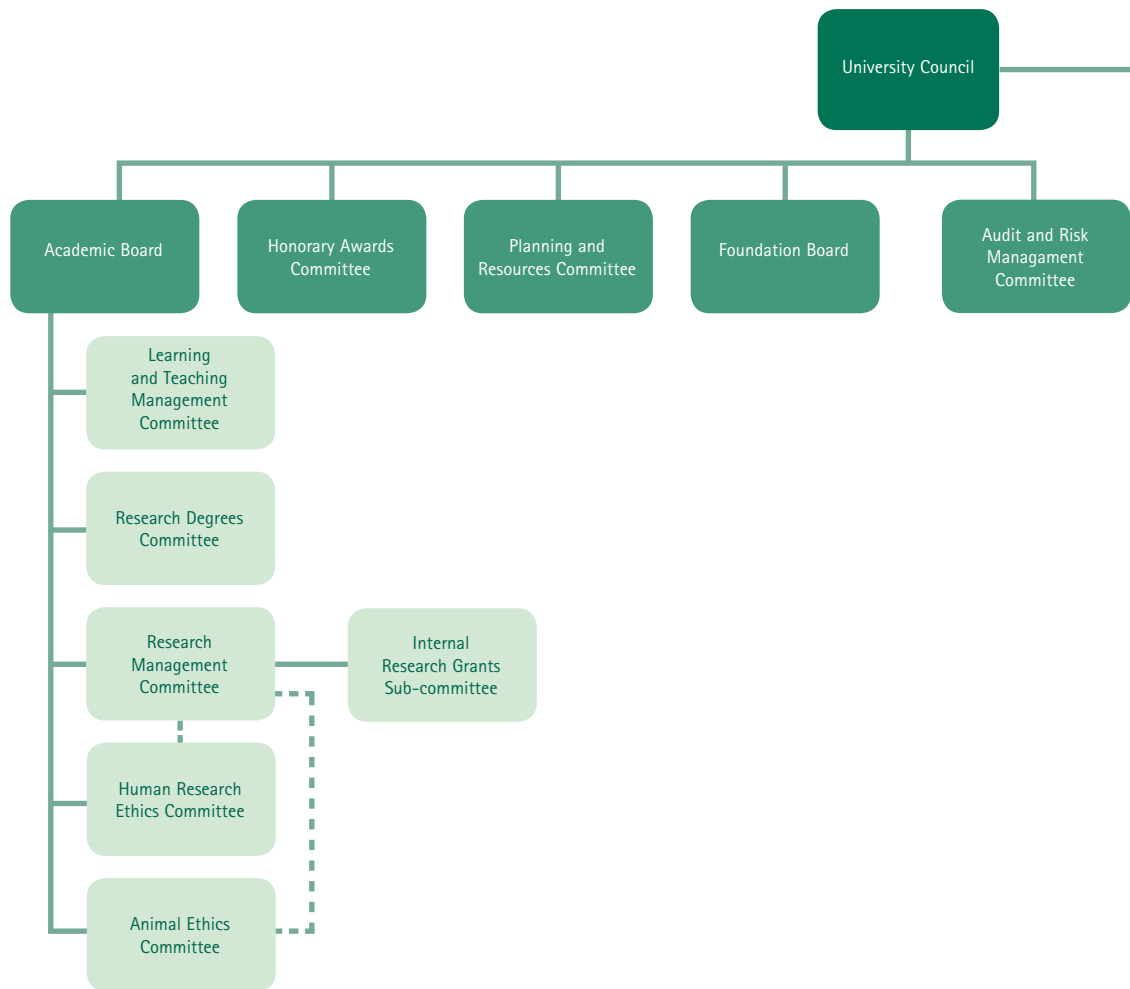 University Council
Academic Board
Honorary Awards
Committee
Planning and
Resources Committee
Foundation Board
Audit and Risk
Managament
Committee
Learning
and Teaching
Management
Committee
Research Degrees
Committee
Research
Management
Committee
Internal
Research Grants
Sub-committee
Human Research
Ethics Committee
Animal Ethics
Committee